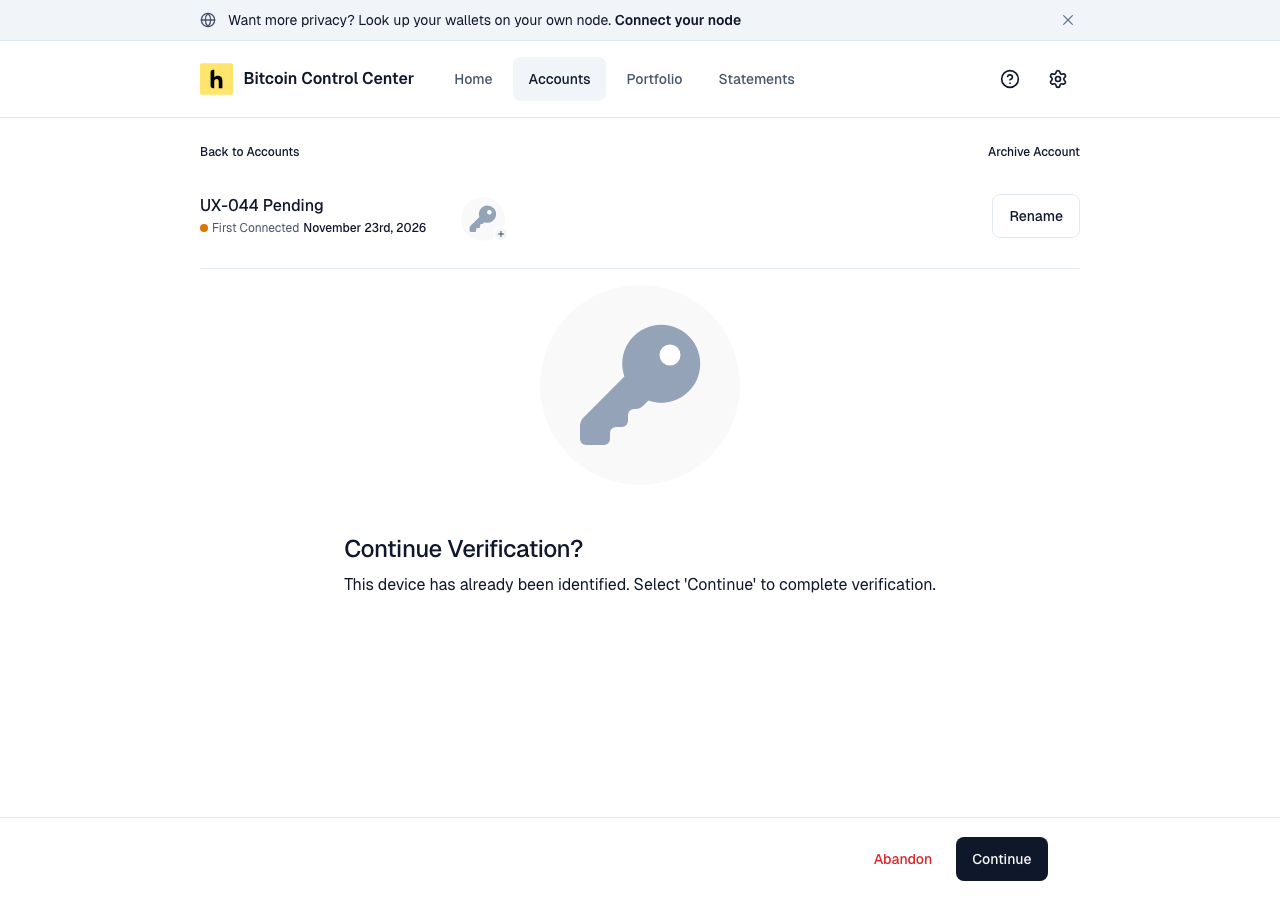 Want more privacy? Look up your wallets on your own node. Connect your node
h Bitcoin Control Center Home Accounts Portfolio Statements
Back to Accounts Archive Account
UX-044 Pending
First Connected November 23rd, 2026
Rename
Continue Verification?
This device has already been identified. Select 'Continue' to complete verification.
Abandon Continue